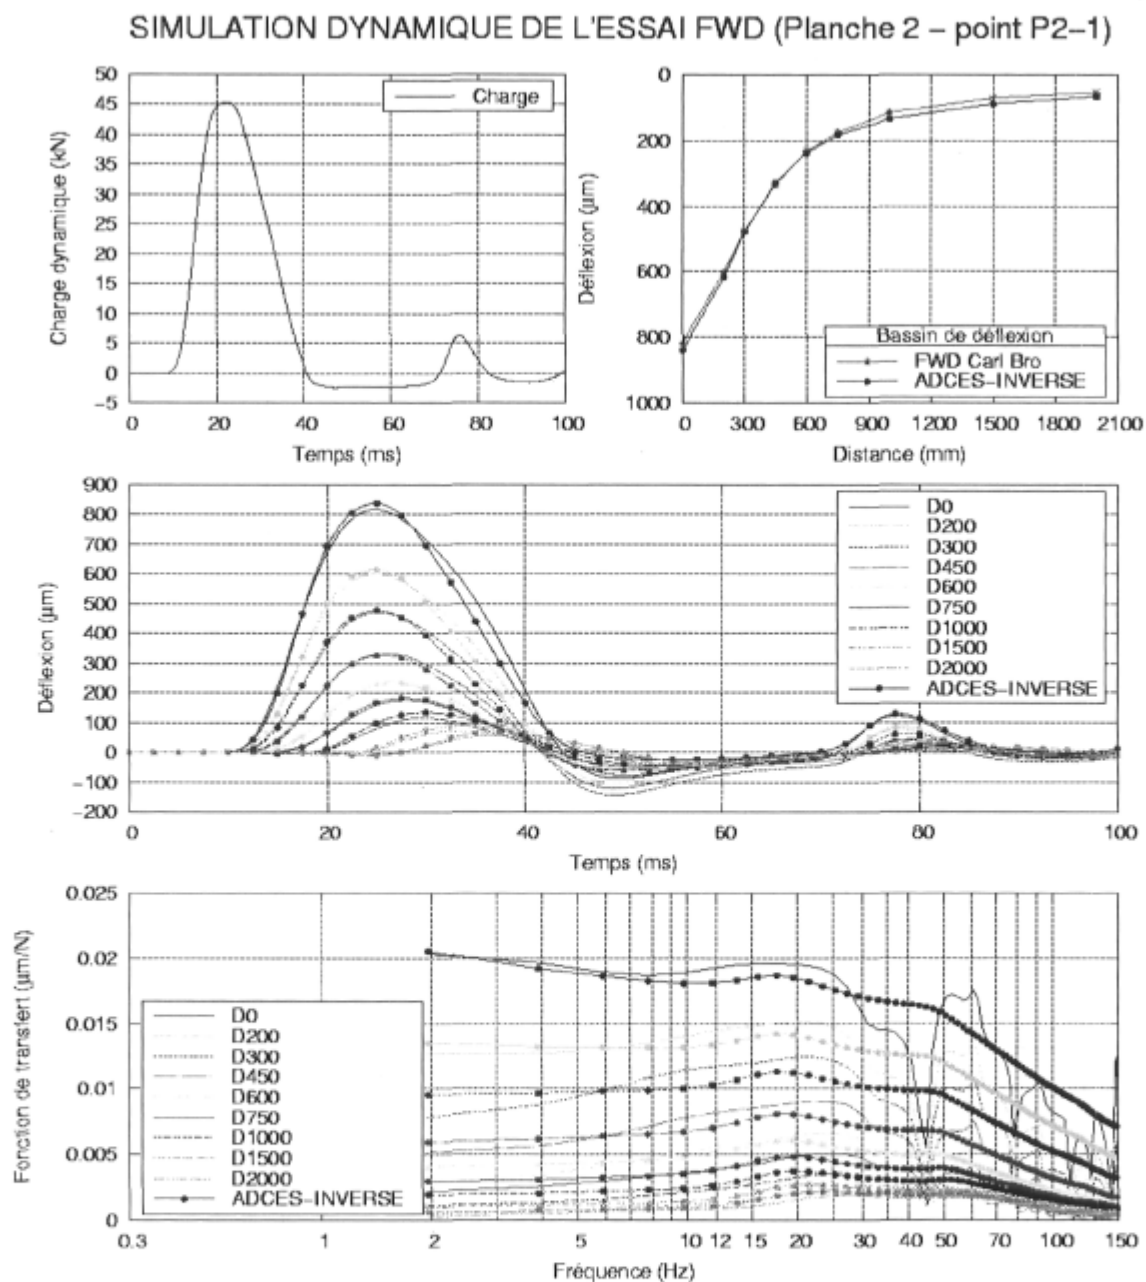 SIMULATION DYNAMIQUE DE L'ESSAI FWD (Planche 2 – point P2–1)
Charge dynamique (kN)
50
45
40
35
30
25
20
15
10
5
0
−5
Charge
0 20 40 60 80 100
Temps (ms)
Déflexion (µm)
0
200
400
600
800
1000
Bassin de déflexion
FWD Carl Bro
ADCES−INVERSE
0 300 600 900 1200 1500 1800 2100
Distance (mm)
Déflexion (µm)
900
800
700
600
500
400
300
200
100
0
−100
−200
D0
D200
D300
D450
D600
D750
D1000
D1500
D2000
ADCES−INVERSE
0 20 40 60 80 100
Temps (ms)
Fonction de transfert (µm/N)
0.025
0.02
0.015
0.01
0.005
0
D0
D200
D300
D450
D600
D750
D1000
D1500
D2000
ADCES−INVERSE
0.3 1 2 5 10 12 15 20 30 40 50 70 100 150
Fréquence (Hz)